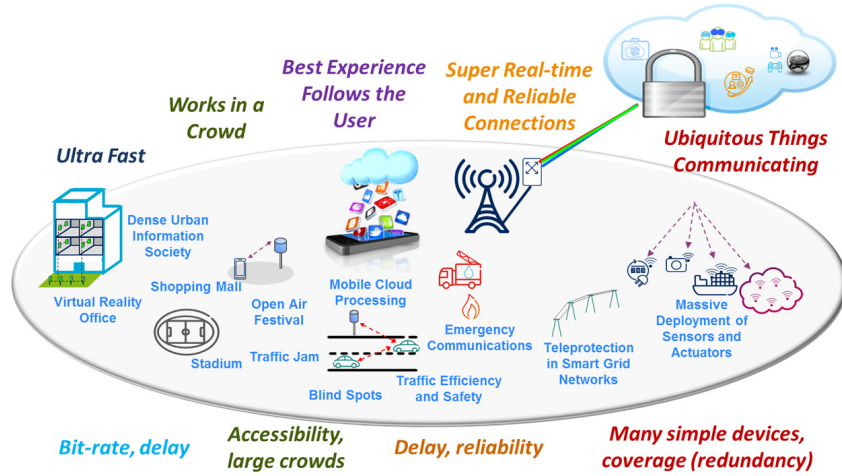 Best Experience
Follows the
User
Super Real-time
and Reliable
Connections
Works in a
Crowd
Ubiquitous Things
Communicating
Ultra Fast
Dense Urban
Information
Society
Virtual Reality
Office
Shopping Mall
Open Air
Festival
Mobile Cloud
Processing
Emergency
Communications
Massive
Deployment of
Sensors and
Actuators
Stadium
Traffic Jam
Blind Spots
Traffic Efficiency
and Safety
Teleprotection
in Smart Grid
Networks
Bit-rate, delay
Accessibility,
large crowds
Delay, reliability
Many simple devices,
coverage (redundancy)